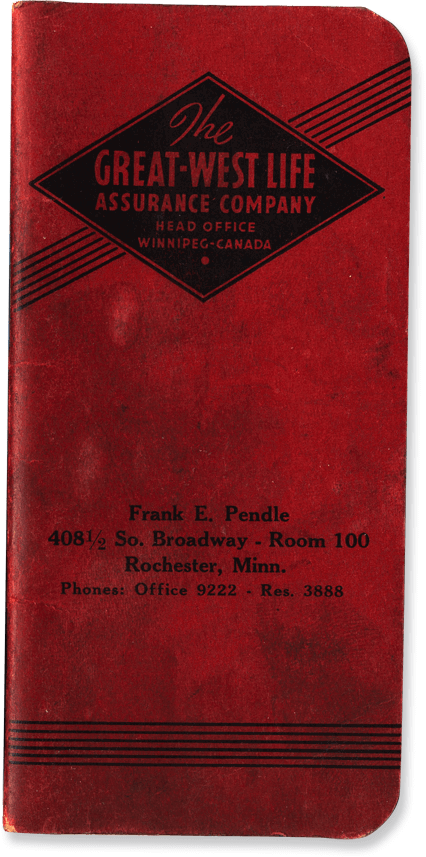 The
GREAT-WEST LIFE
ASSURANCE COMPANY
HEAD OFFICE
WINNIPEG-CANADA
Frank E. Pendle
408½ So. Broadway - Room 100
Rochester, Minn.
Phones: Office 9222 - Res. 3888